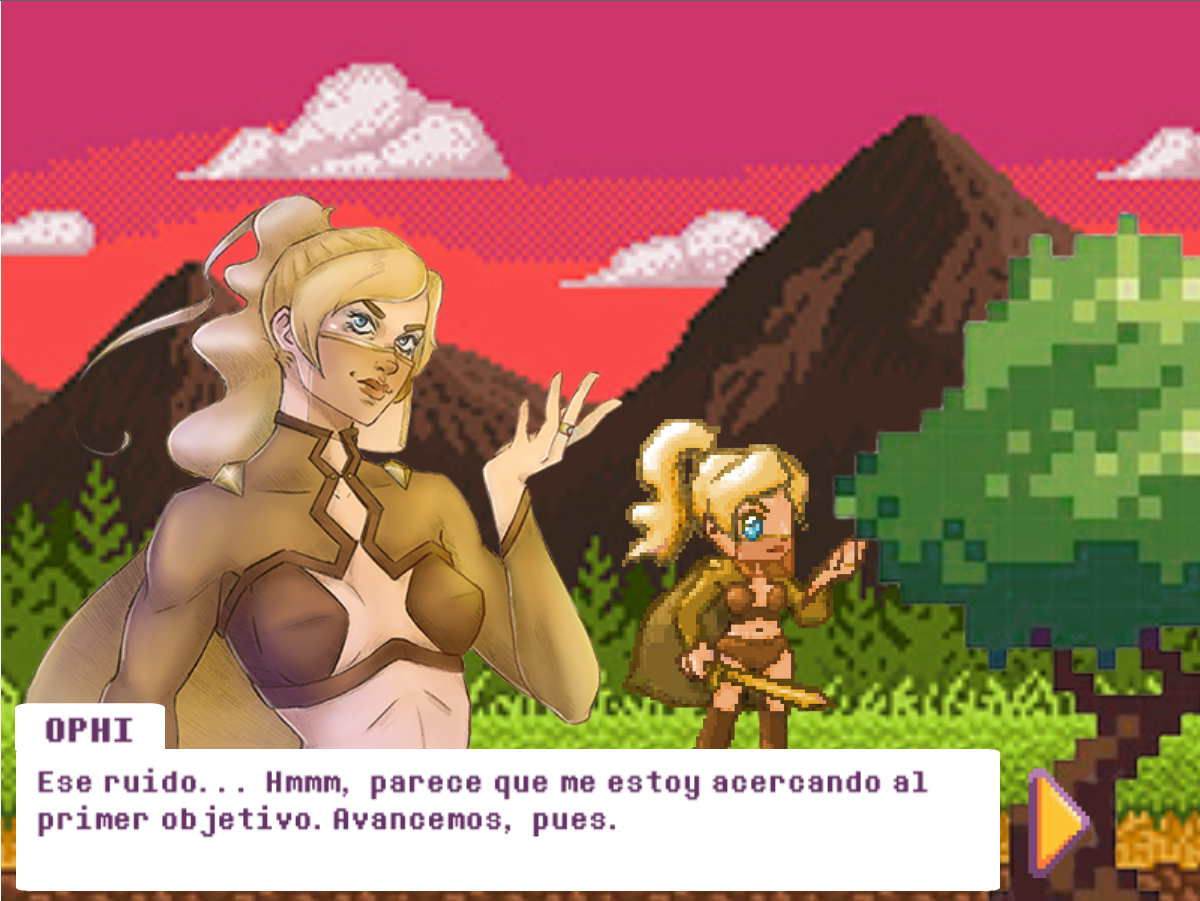 OPHI
Ese ruido... Hmmm, parece que me estoy acercando al
primer objetivo. Avancemos, pues.